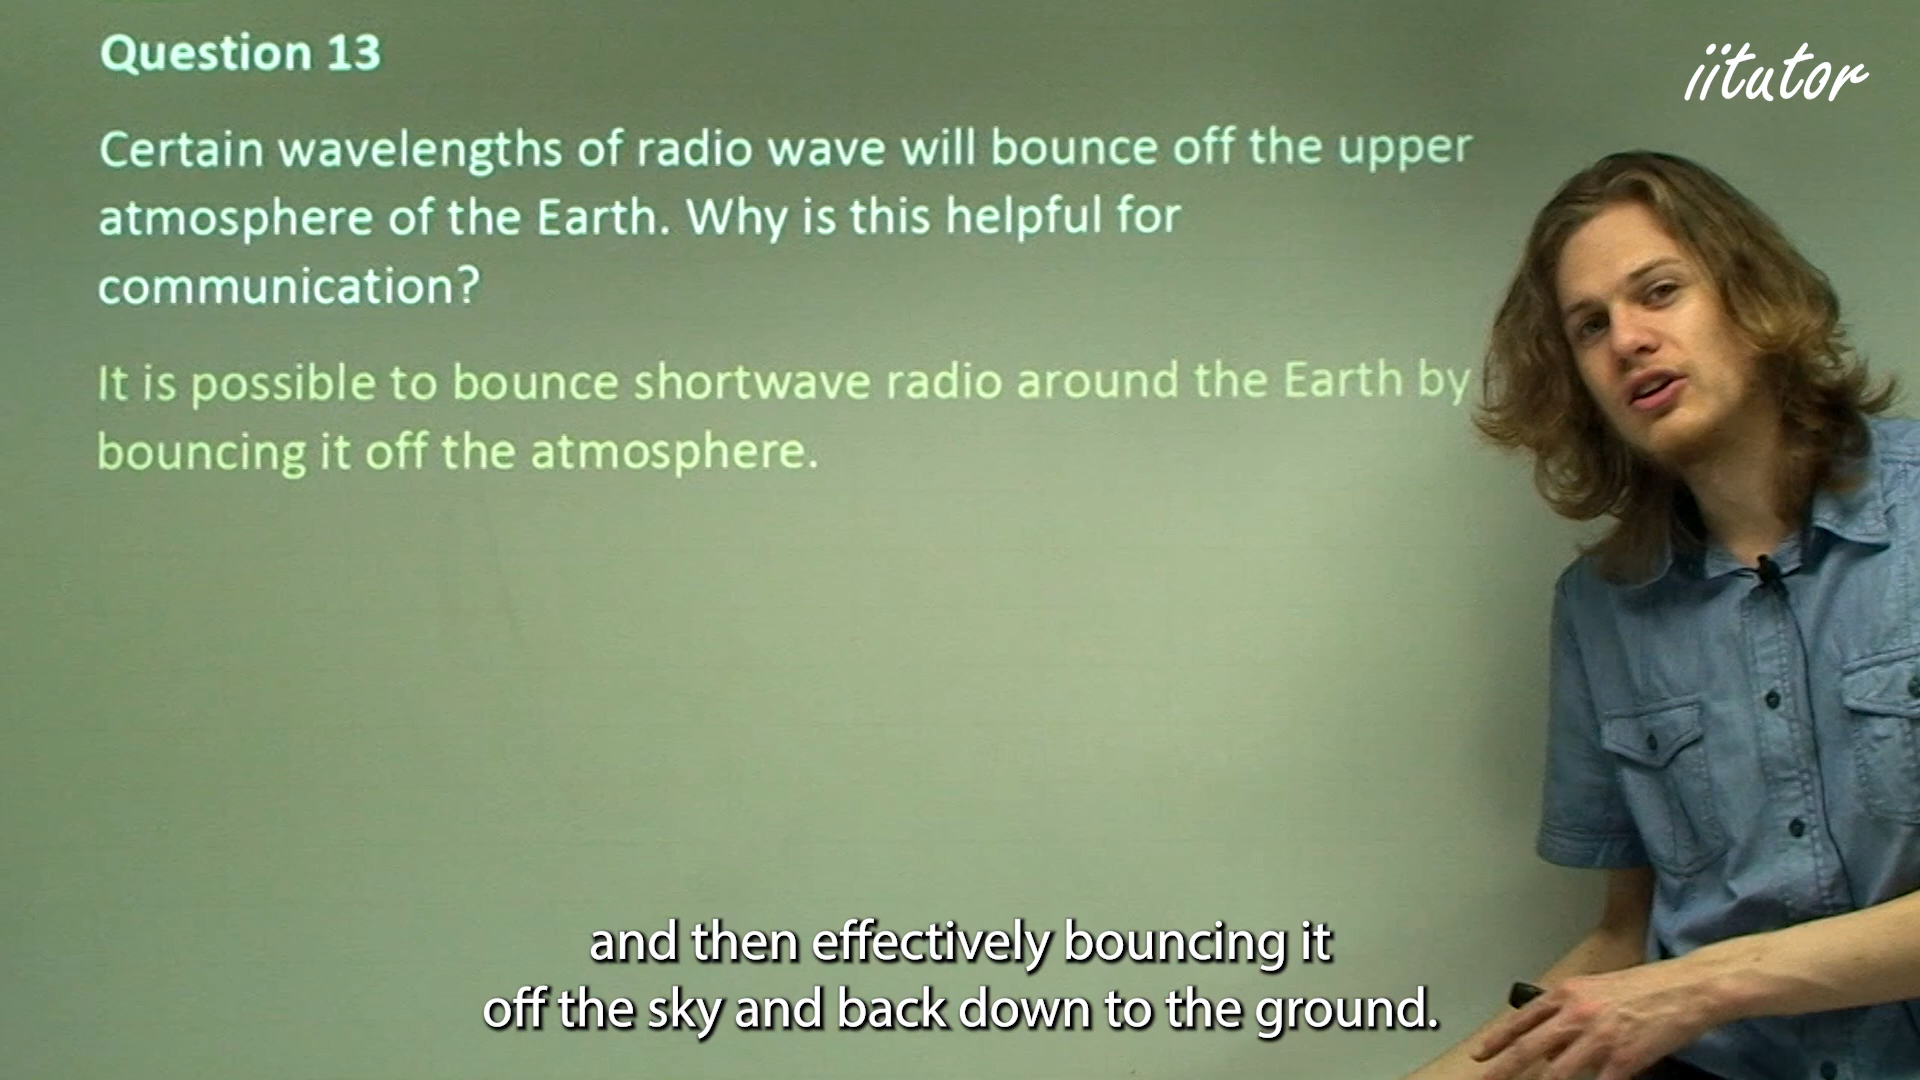 Question 13
iitutor
Certain wavelengths of radio wave will bounce off the upper
atmosphere of the Earth. Why is this helpful for
communication?
It is possible to bounce shortwave radio around the Earth by
bouncing it off the atmosphere.
and then effectively bouncing it
off the sky and back down to the ground.